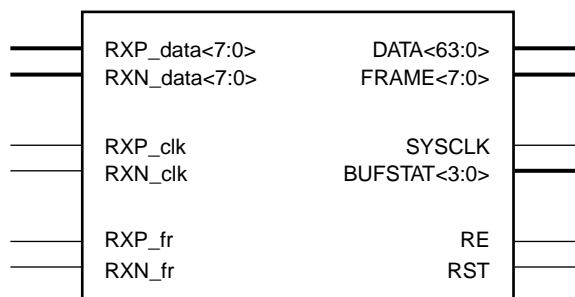 RXP_data<7:0> DATA<63:0>
RXN_data<7:0> FRAME<7:0>
RXP_clk SYSCLK
RXN_clk BUFSTAT<3:0>
RXP_fr RE
RXN_fr RST